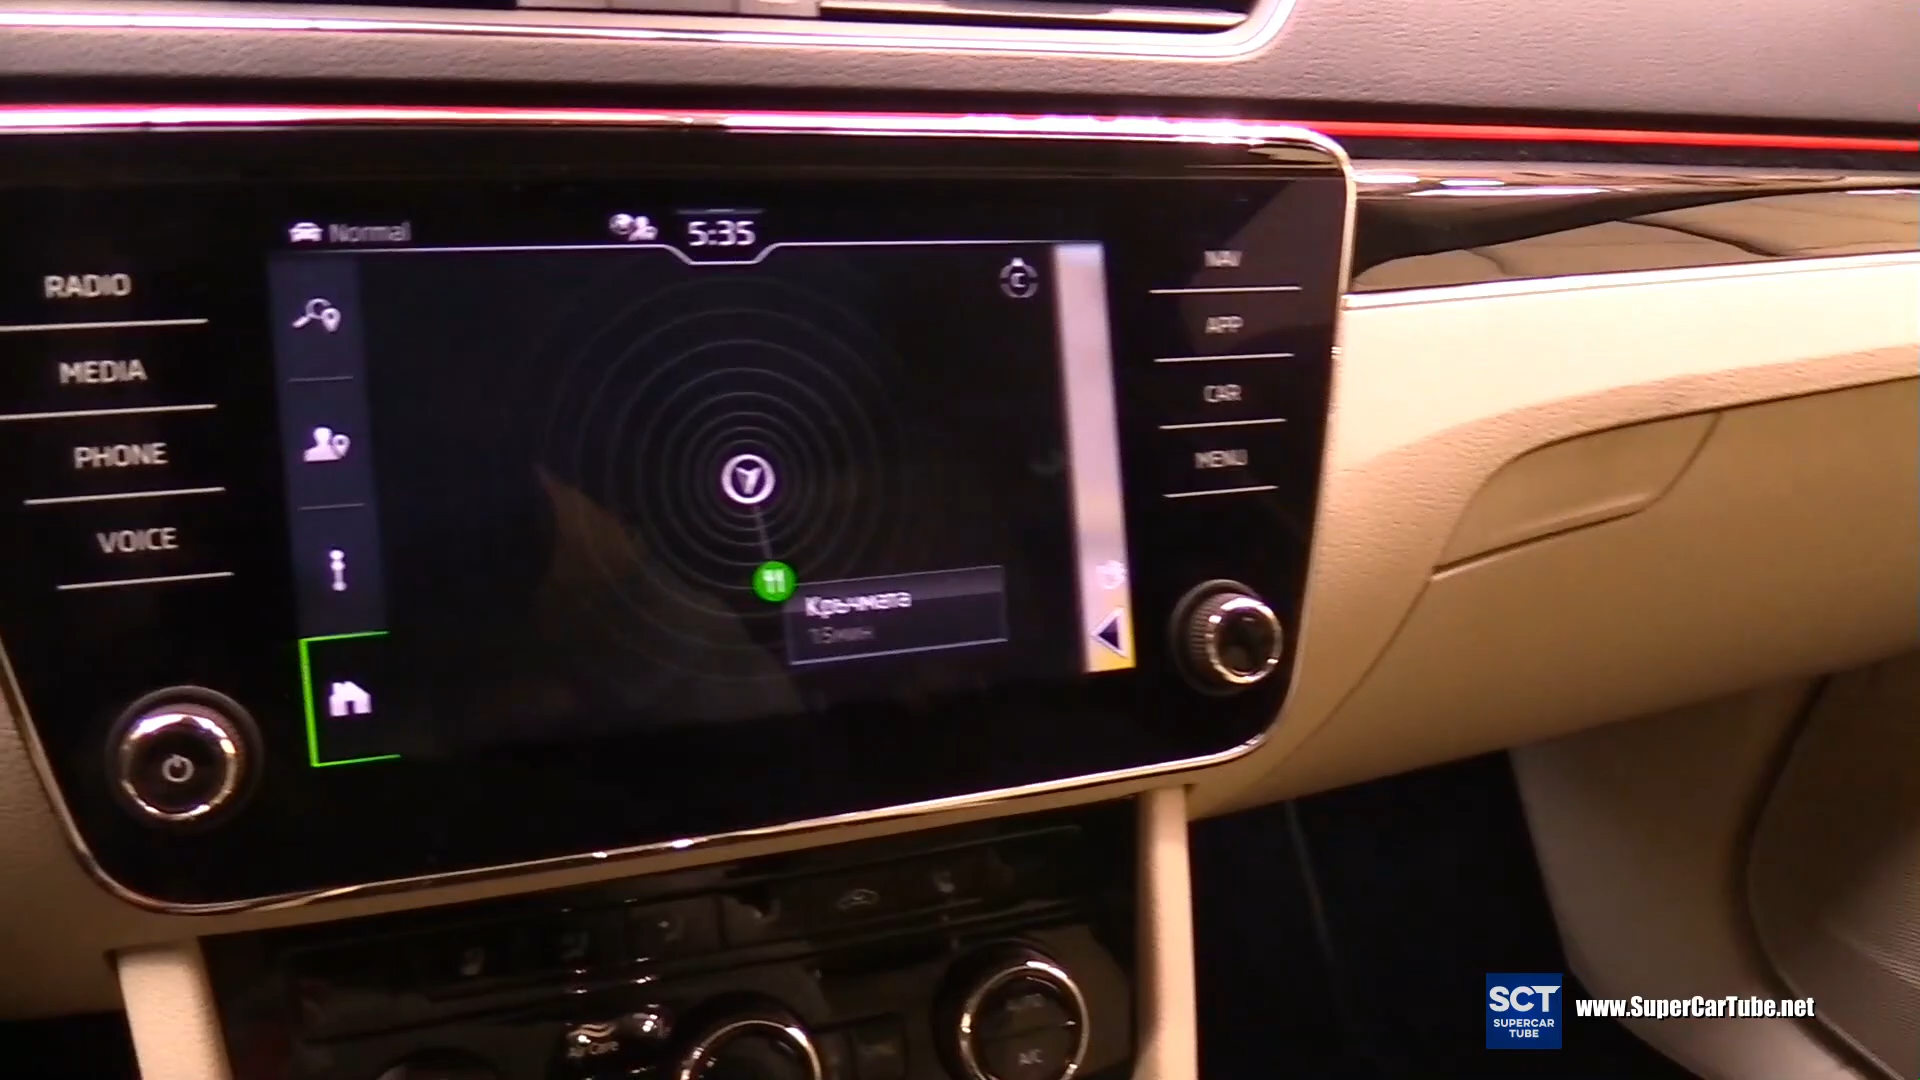 Normal
5:35
RADIO
MEDIA
PHONE
VOICE
NAV
APP
CAR
MENU
Кръчмата
A/C
SCT
SUPERCAR
TUBE
www.SuperCarTube.net